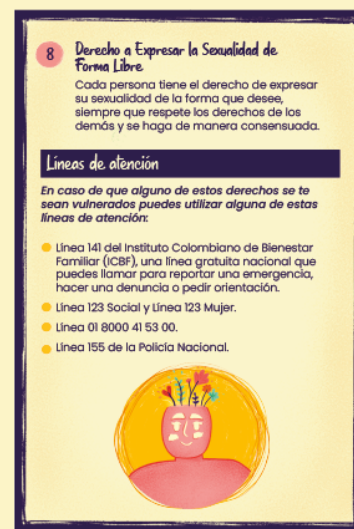 8
Derecho a Expresar la Sexualidad de
Forma Libre
Cada persona tiene el derecho de expresar
su sexualidad de la forma que desee,
siempre que respete los derechos de los
demás y se haga de manera consensuada.
Líneas de atención
En caso de que alguno de estos derechos se te
sean vulnerados puedes utilizar alguna de estas
líneas de atención:
Línea 141 del Instituto Colombiano de Bienestar
Familiar (ICBF), una línea gratuita nacional que
puedes llamar para reportar una emergencia,
hacer una denuncia o pedir orientación.
Línea 123 Social y Línea 123 Mujer.
Línea 01 8000 41 53 00.
Línea 155 de la Policía Nacional.